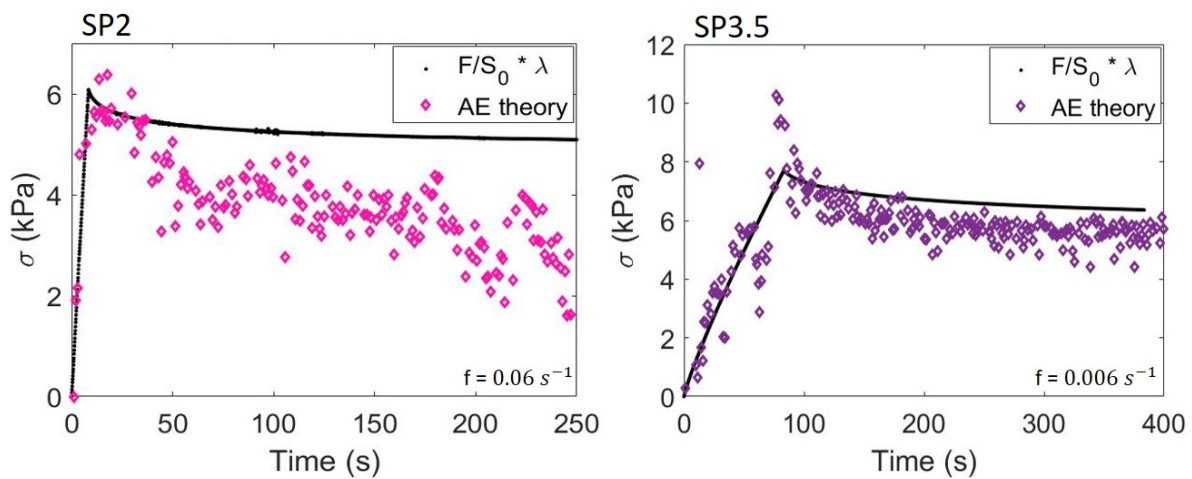 SP2
σ (kPa)
6
4
2
0
F/S₀ * λ
AE theory
f = 0.06 s⁻¹
0 50 100 150 200 250
Time (s)
SP3.5
σ (kPa)
12
10
8
6
4
2
0
F/S₀ * λ
AE theory
f = 0.006 s⁻¹
0 100 200 300 400
Time (s)